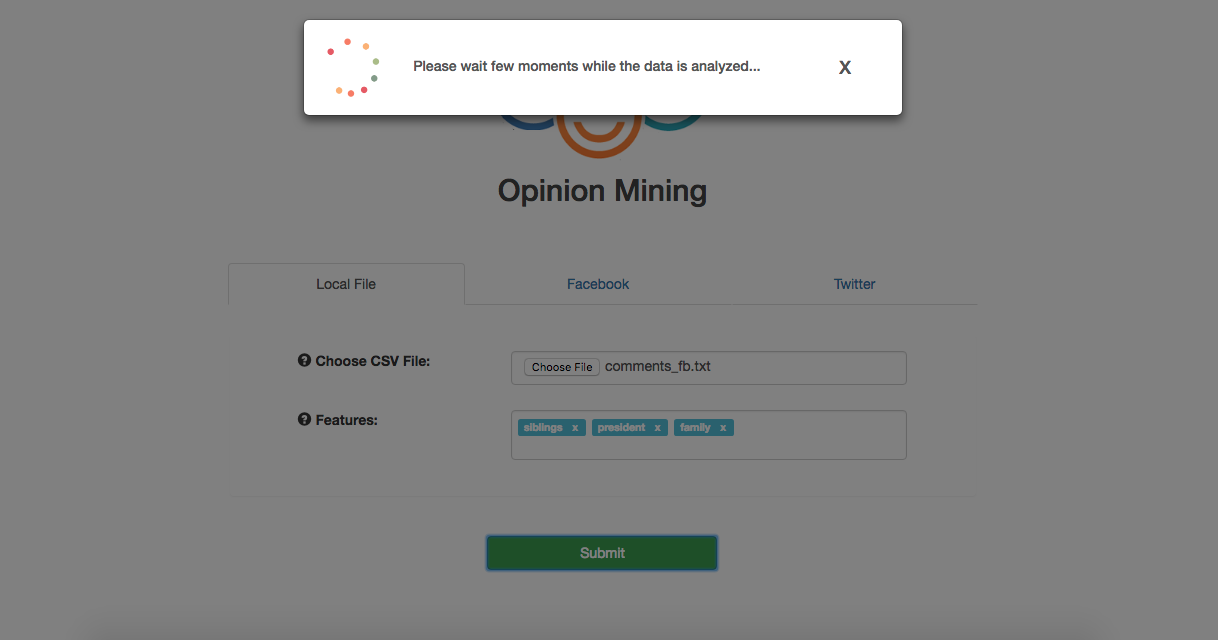 Please wait few moments while the data is analyzed... X
Opinion Mining
Local File Facebook Twitter
? Choose CSV File: Choose File comments_fb.txt
? Features: siblings x president x family x
Submit